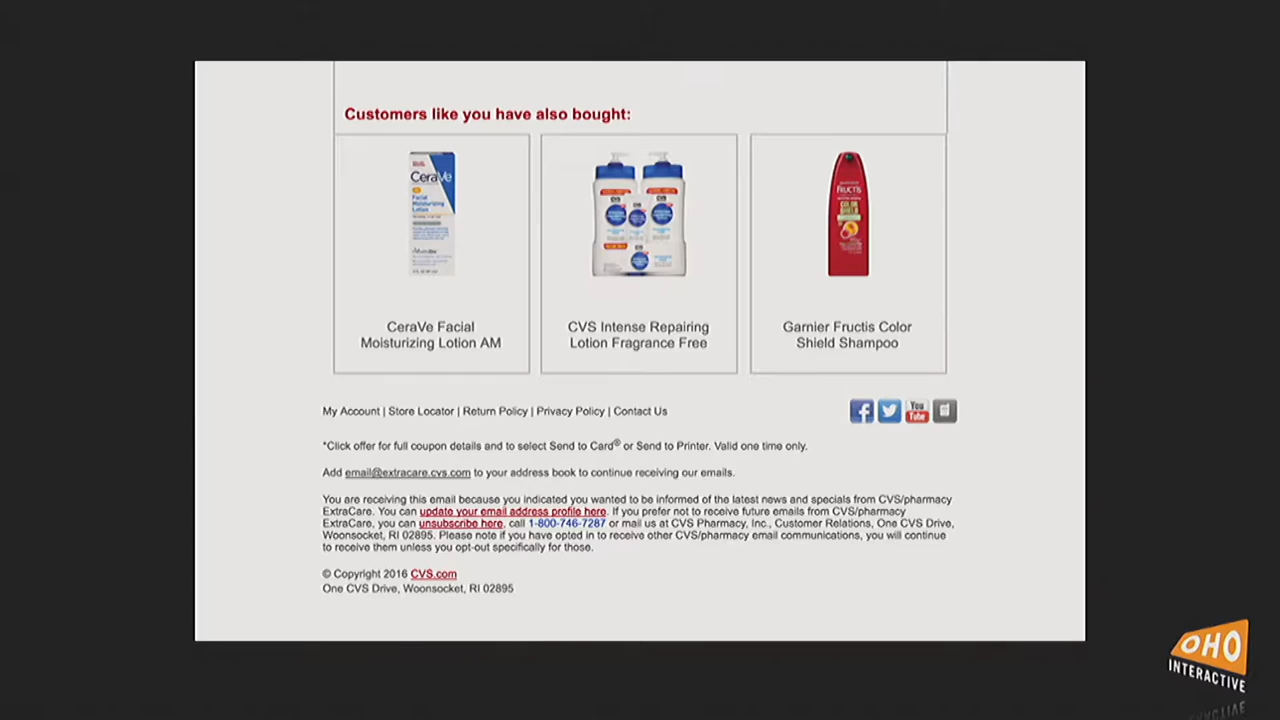 Customers like you have also bought:
CeraVe
Facial
Moisturizing
Lotion
FRUCTIS
COLOR
SHIELD
CeraVe Facial
Moisturizing Lotion AM
CVS Intense Repairing
Lotion Fragrance Free
Garnier Fructis Color
Shield Shampoo
My Account | Store Locator | Return Policy | Privacy Policy | Contact Us
You
Tube
*Click offer for full coupon details and to select Send to Card® or Send to Printer. Valid one time only.
Add email@extracare.cvs.com to your address book to continue receiving our emails.
You are receiving this email because you indicated you wanted to be informed of the latest news and specials from CVS/pharmacy
ExtraCare. You can update your email address profile here. If you prefer not to receive future emails from CVS/pharmacy
ExtraCare, you can unsubscribe here, call 1-800-746-7287 or mail us at CVS Pharmacy, Inc., Customer Relations, One CVS Drive,
Woonsocket, RI 02895. Please note if you have opted in to receive other CVS/pharmacy email communications, you will continue
to receive them unless you opt-out specifically for those.
© Copyright 2016 CVS.com
One CVS Drive, Woonsocket, RI 02895
OHO
INTERACTIVE